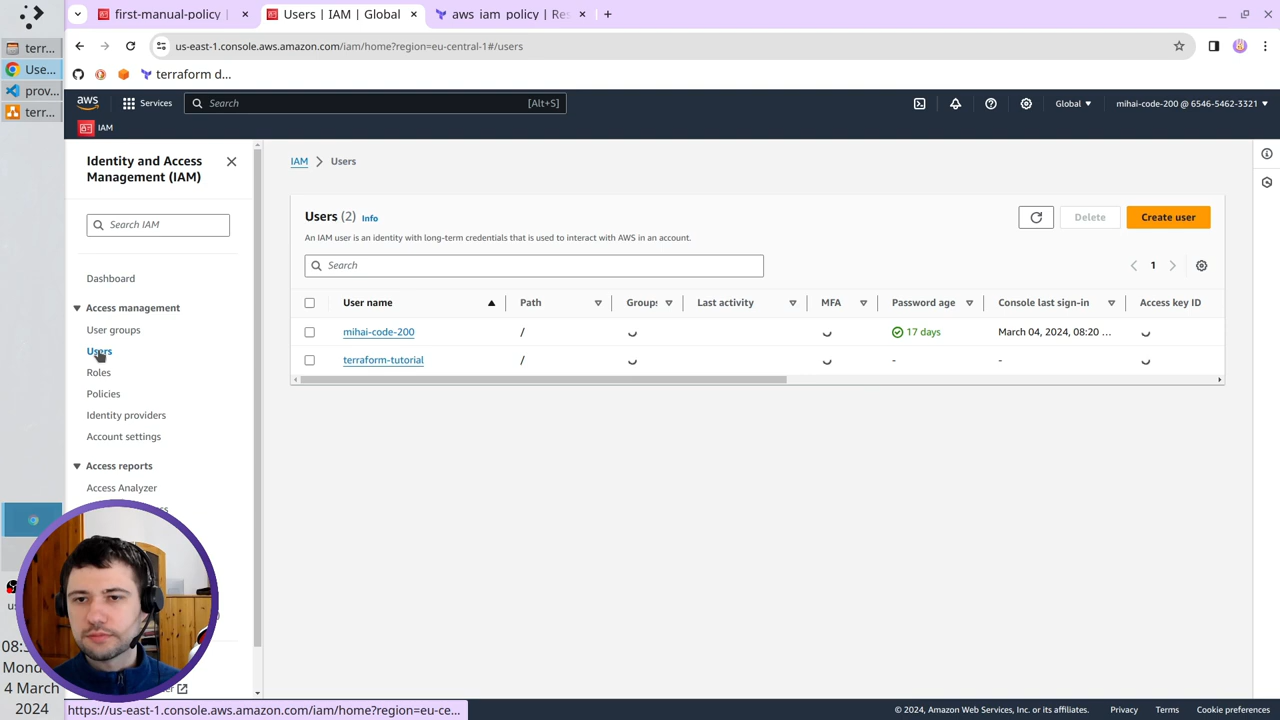 first-manual-policy |
Users | IAM | Global
aws_iam_policy | Res
terr...
Use...
prov...
terr...
us-east-1.console.aws.amazon.com/iam/home?region=eu-central-1#/users
terraform d...
aws
Services
Search
[Alt+S]
Global
mihai-code-200 @ 6546-5462-3321
IAM
Identity and Access
Management (IAM)
Search IAM
Dashboard
Access management
User groups
Users
Roles
Policies
Identity providers
Account settings
Access reports
Access Analyzer
IAM > Users
Users (2) Info
Delete
Create user
An IAM user is an identity with long-term credentials that is used to interact with AWS in an account.
Search
1
User name
Path
Groups
Last activity
MFA
Password age
Console last sign-in
Access key ID
mihai-code-200
/
17 days
March 04, 2024, 08:20 ...
terraform-tutorial
/
-
-
us
08:3
Mond
4 March
2024
https://us-east-1.console.aws.amazon.com/iam/home?region=eu-ce...
© 2024, Amazon Web Services, Inc. or its affiliates.
Privacy
Terms
Cookie preferences